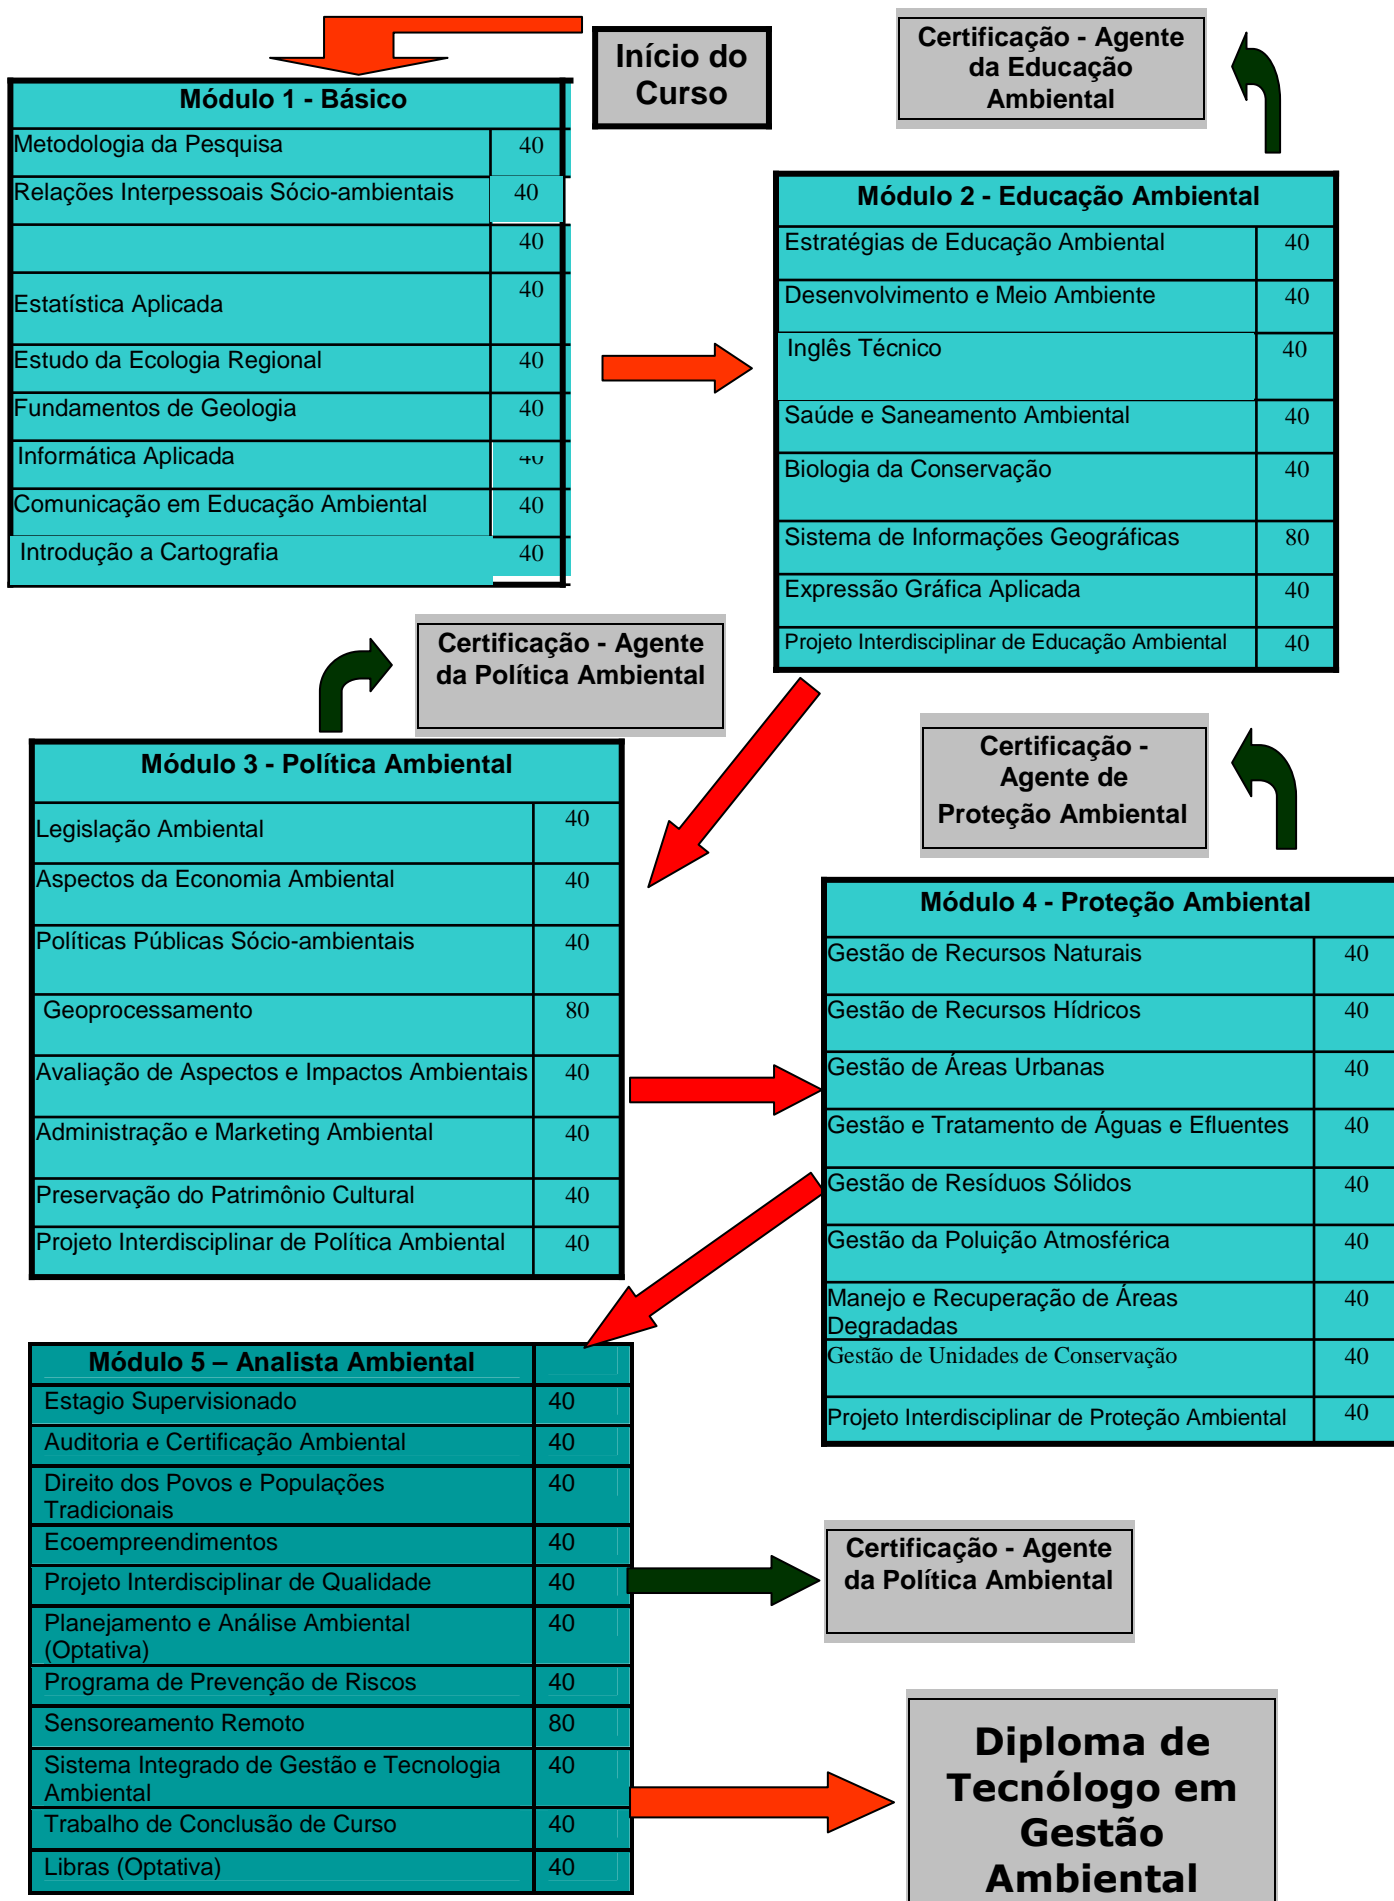 Início do
Curso
Certificação - Agente
da Educação
Ambiental
Módulo 1 - Básico
Metodologia da Pesquisa 40
Relações Interpessoais Sócio-ambientais 40
40
Estatística Aplicada 40
Estudo da Ecologia Regional 40
Fundamentos de Geologia 40
Informática Aplicada 40
Comunicação em Educação Ambiental 40
Introdução a Cartografia 40
Módulo 2 - Educação Ambiental
Estratégias de Educação Ambiental 40
Desenvolvimento e Meio Ambiente 40
Inglês Técnico 40
Saúde e Saneamento Ambiental 40
Biologia da Conservação 40
Sistema de Informações Geográficas 80
Expressão Gráfica Aplicada 40
Projeto Interdisciplinar de Educação Ambiental 40
Certificação - Agente
da Política Ambiental
Módulo 3 - Política Ambiental
Legislação Ambiental 40
Aspectos da Economia Ambiental 40
Políticas Públicas Sócio-ambientais 40
Geoprocessamento 80
Avaliação de Aspectos e Impactos Ambientais 40
Administração e Marketing Ambiental 40
Preservação do Patrimônio Cultural 40
Projeto Interdisciplinar de Política Ambiental 40
Certificação -
Agente de
Proteção Ambiental
Módulo 4 - Proteção Ambiental
Gestão de Recursos Naturais 40
Gestão de Recursos Hídricos 40
Gestão de Áreas Urbanas 40
Gestão e Tratamento de Águas e Efluentes 40
Gestão de Resíduos Sólidos 40
Gestão da Poluição Atmosférica 40
Manejo e Recuperação de Áreas 40
Degradadas
Gestão de Unidades de Conservação 40
Projeto Interdisciplinar de Proteção Ambiental 40
Módulo 5 – Analista Ambiental
Estagio Supervisionado 40
Auditoria e Certificação Ambiental 40
Direito dos Povos e Populações 40
Tradicionais
Ecoempreendimentos 40
Projeto Interdisciplinar de Qualidade 40
Planejamento e Análise Ambiental 40
(Optativa)
Programa de Prevenção de Riscos 40
Sensoreamento Remoto 80
Sistema Integrado de Gestão e Tecnologia 40
Ambiental
Trabalho de Conclusão de Curso 40
Libras (Optativa) 40
Certificação - Agente
da Política Ambiental
Diploma de
Tecnólogo em
Gestão
Ambiental